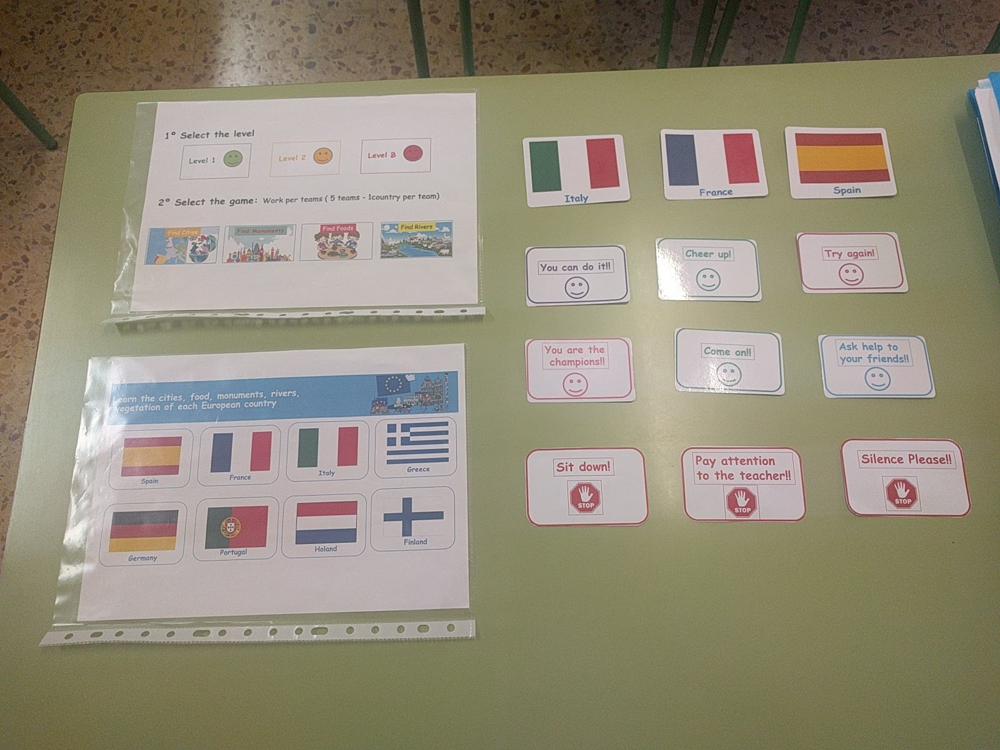 1º Select the level
Level 1
Level 2
Level B
2º Select the game: Work per teams ( 5 teams - 1country per team)
Find Cities
Find Monuments
Find Foods
Find Rivers
Learn the cities, food, monuments, rivers,
vegetation of each European country
Spain
France
Italy
Greece
Germany
Portugal
Holand
Finland
Italy
France
Spain
You can do it!!
Cheer up!
Try again!
You are the
champions!!
Come on!!
Ask help to
your friends!!
Sit down!
STOP
Pay attention
to the teacher!!
STOP
Silence Please!!
STOP